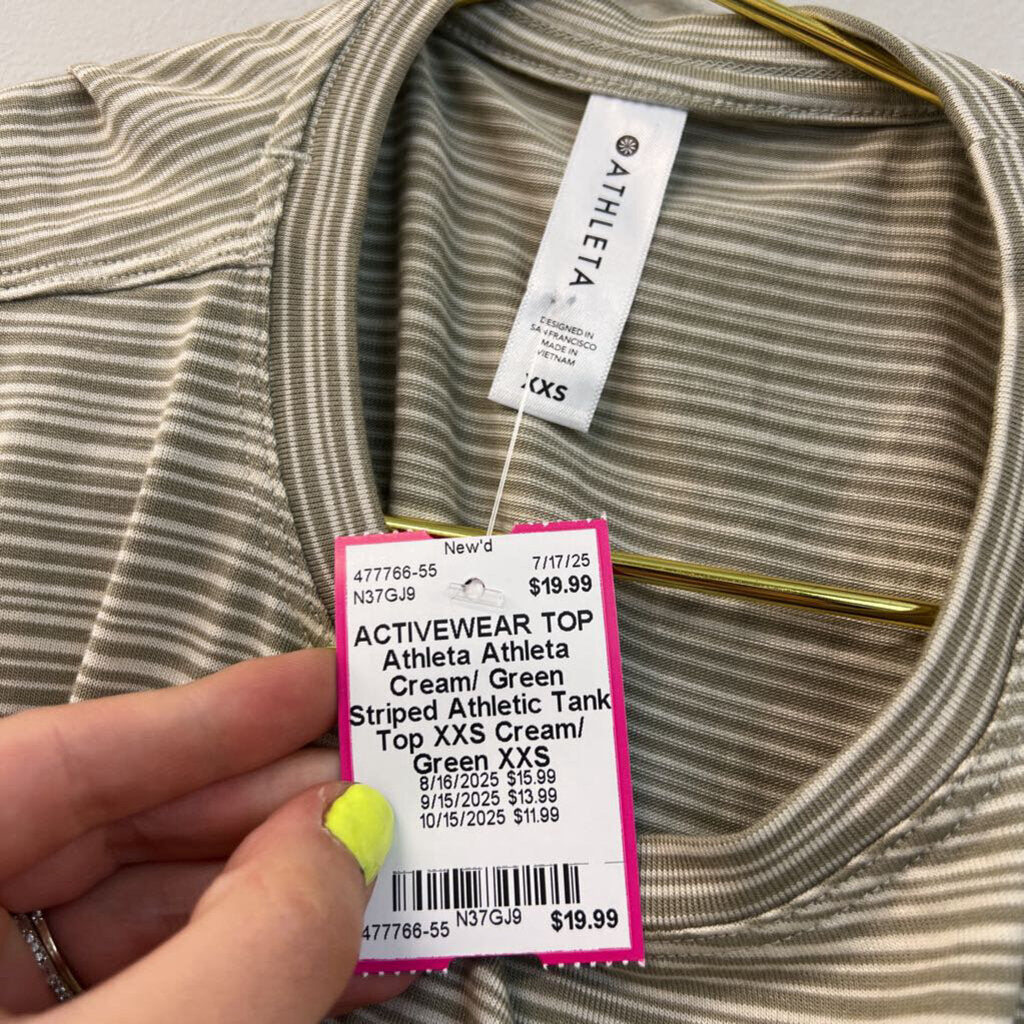 ATHLETA
DESIGNED IN
SAN FRANCISCO
MADE IN
VIETNAM
XXS
New'd
477766-55 7/17/25
N37GJ9 $19.99
ACTIVEWEAR TOP
Athleta Athleta
Cream/ Green
Striped Athletic Tank
Top XXS Cream/
Green XXS
8/16/2025 $15.99
9/15/2025 $13.99
10/15/2025 $11.99
477766-55 N37GJ9 $19.99